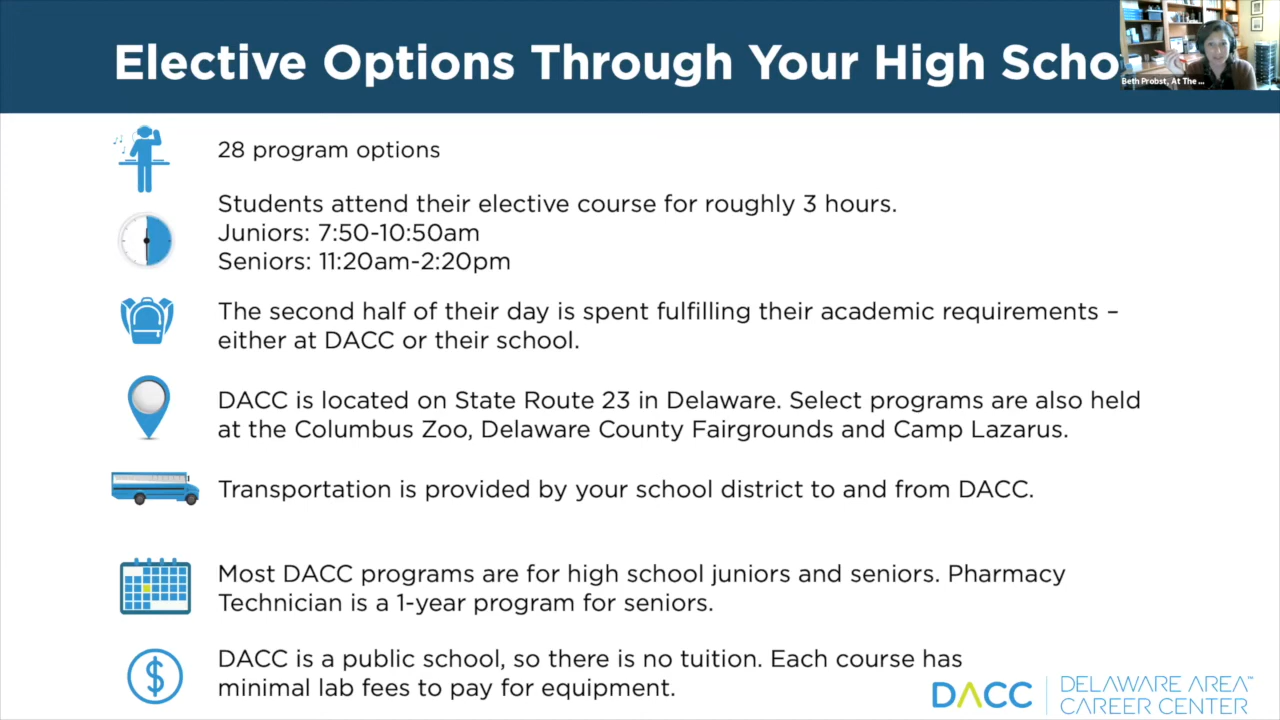 Elective Options Through Your High Scho
Beth Probst, At The ...
28 program options
Students attend their elective course for roughly 3 hours.
Juniors: 7:50-10:50am
Seniors: 11:20am-2:20pm
The second half of their day is spent fulfilling their academic requirements –
either at DACC or their school.
DACC is located on State Route 23 in Delaware. Select programs are also held
at the Columbus Zoo, Delaware County Fairgrounds and Camp Lazarus.
Transportation is provided by your school district to and from DACC.
Most DACC programs are for high school juniors and seniors. Pharmacy
Technician is a 1-year program for seniors.
DACC is a public school, so there is no tuition. Each course has
minimal lab fees to pay for equipment.
DACC
DELAWARE AREA™
CAREER CENTER